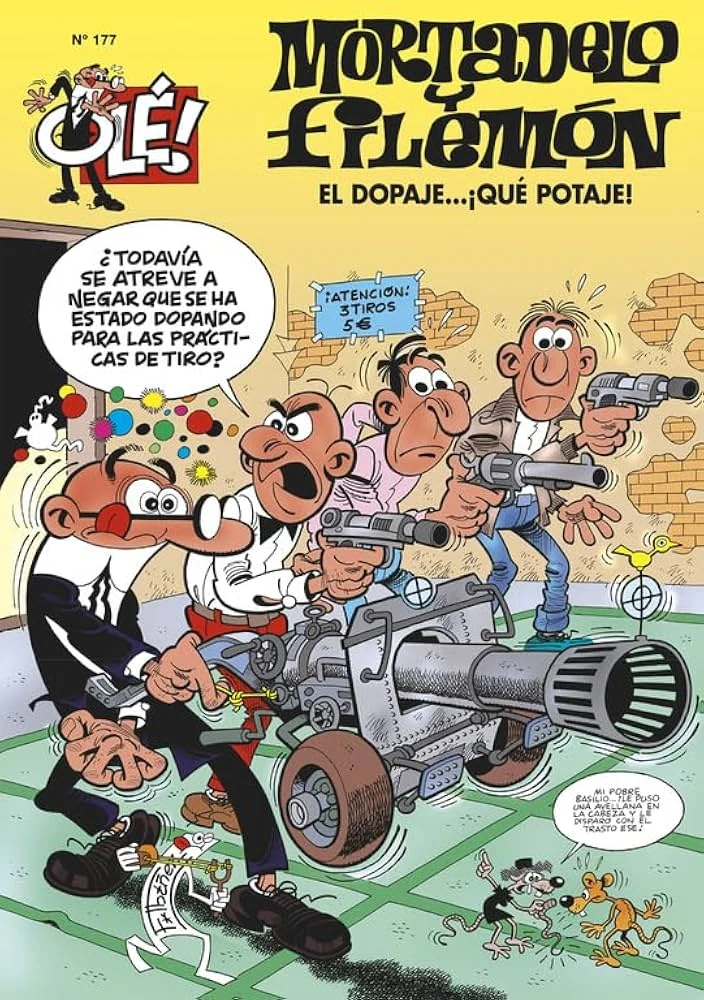 Nº 177
OLÉ!
MORTADELO
Y
FILEMÓN
EL DOPAJE...¡QUÉ POTAJE!
¿TODAVÍA
SE ATREVE A
NEGAR QUE SE HA
ESTADO DOPANDO
PARA LAS PRÁCTI-
CAS DE TIRO?
¡ATENCIÓN!
3 TIROS
5 €
MI POBRE
BASILIO...¡LE PUSO
UNA AVELLANA EN
LA CABEZA Y LE
DISPARÓ CON EL
TRASTO ESE!